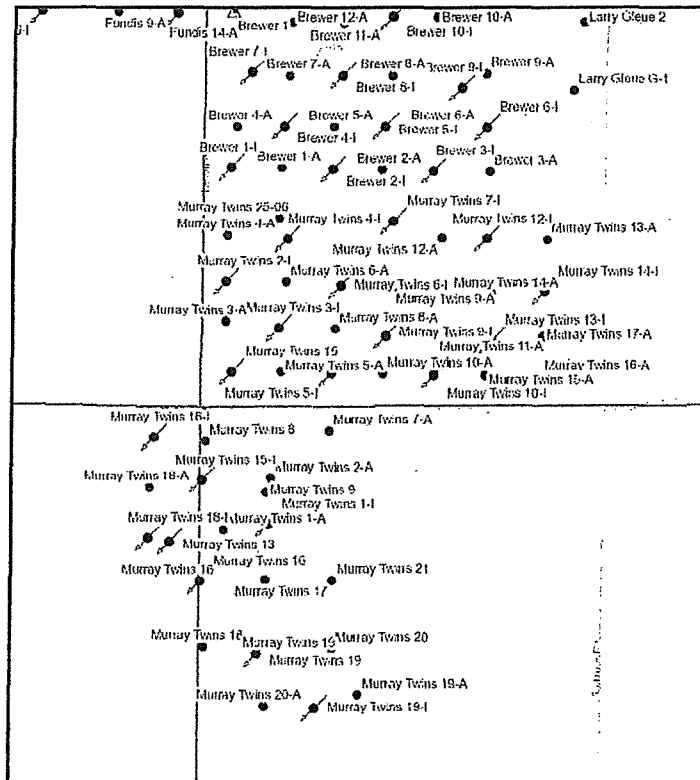 Fundis 9-A
Fundis 14-A
Brewer 1
Brewer 12-A
Brewer 11-A
Brewer 10-I
Brewer 10-A
Larry Gleue 2
Brewer 7-I
Brewer 7-A
Brewer 8-A
Brewer 8-I
Brewer 9-I
Brewer 9-A
Larry Gleue G-1
Brewer 4-A
Brewer 4-I
Brewer 5-A
Brewer 6-A
Brewer 5-I
Brewer 6-I
Brewer 1-I
Brewer 1-A
Brewer 2-A
Brewer 2-I
Brewer 3-I
Brewer 3-A
Murray Twins 25-06
Murray Twins 4-A
Murray Twins 4-I
Murray Twins 7-I
Murray Twins 12-A
Murray Twins 12-I
Murray Twins 13-A
Murray Twins 2-I
Murray Twins 6-A
Murray Twins 6-I
Murray Twins 9-A
Murray Twins 14-A
Murray Twins 14-I
Murray Twins 3-A
Murray Twins 3-I
Murray Twins 8-A
Murray Twins 9-I
Murray Twins 13-I
Murray Twins 11-A
Murray Twins 17-A
Murray Twins 15
Murray Twins 5-I
Murray Twins 5-A
Murray Twins 10-A
Murray Twins 10-I
Murray Twins 15-A
Murray Twins 16-A
Murray Twins 16-I
Murray Twins 8
Murray Twins 7-A
Murray Twins 15-I
Murray Twins 18-A
Murray Twins 2-A
Murray Twins 9
Murray Twins 1-I
Murray Twins 18-I
Murray Twins 1-A
Murray Twins 13
Murray Twins 16
Murray Twins 16
Murray Twins 17
Murray Twins 21
Murray Twins 18
Murray Twins 19
Murray Twins 19
Murray Twins 20
Murray Twins 20-A
Murray Twins 19-A
Murray Twins 19-I